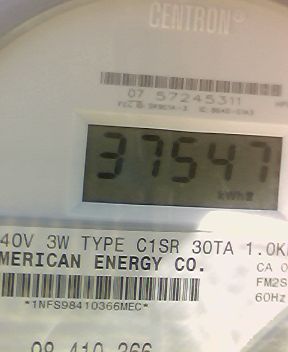 CENTRON®
07 57245311
37547
kWh
40V 3W TYPE C1SR 30TA 1.0K
MERICAN ENERGY CO.
CA 0
FM2S
60Hz
*1NFS98410366MEC*
98 410 366